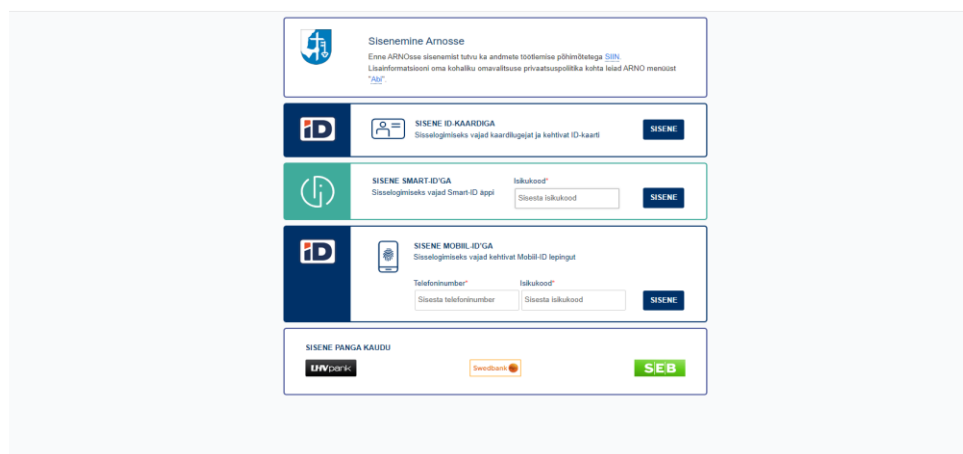 Sisenemine Arnosse
Enne ARNOsse sisenemist tutvu ka andmete töötlemise põhimõtetega SIIN.
Lisainformatsiooni oma kohaliku omavalitsuse privaatsuspoliitika kohta leiad ARNO menüüst
"Abi".
iD
SISENE ID-KAARDIGA
Sisselogimiseks vajad kaardilugejat ja kehtivat ID-kaarti
SISENE
SISENE SMART-ID'GA
Sisselogimiseks vajad Smart-ID äppi
Isikukood*
Sisesta isikukood
SISENE
iD
SISENE MOBIIL-ID'GA
Sisselogimiseks vajad kehtivat Mobiil-ID lepingut
Telefoninumber* Isikukood*
Sisesta telefoninumber Sisesta isikukood SISENE
SISENE PANGA KAUDU
LHVpank Swedbank SEB